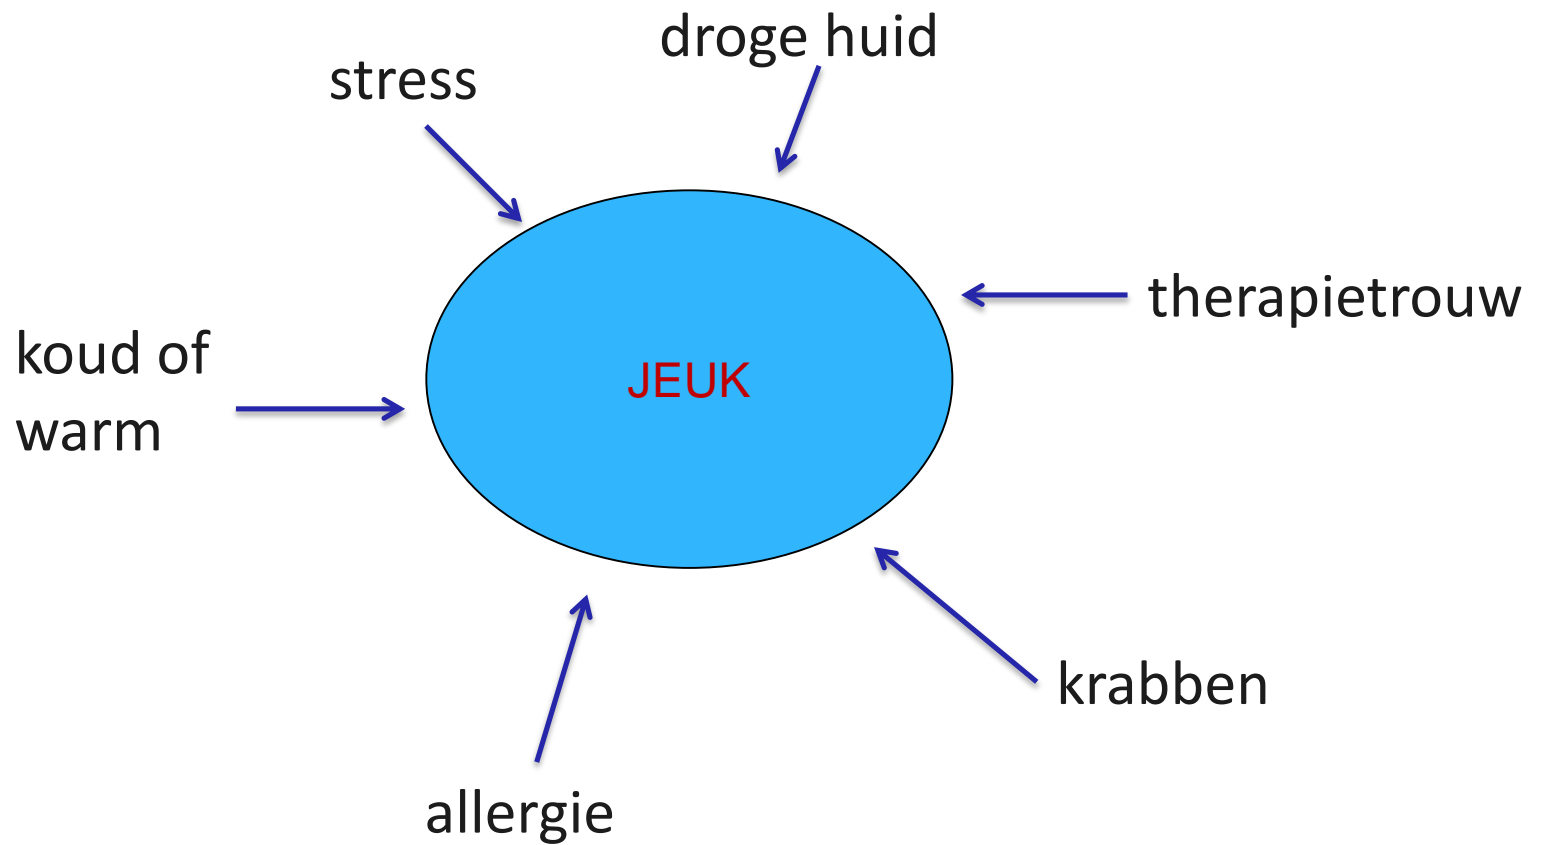 droge huid
stress
therapietrouw
koud of
warm
JEUK
krabben
allergie